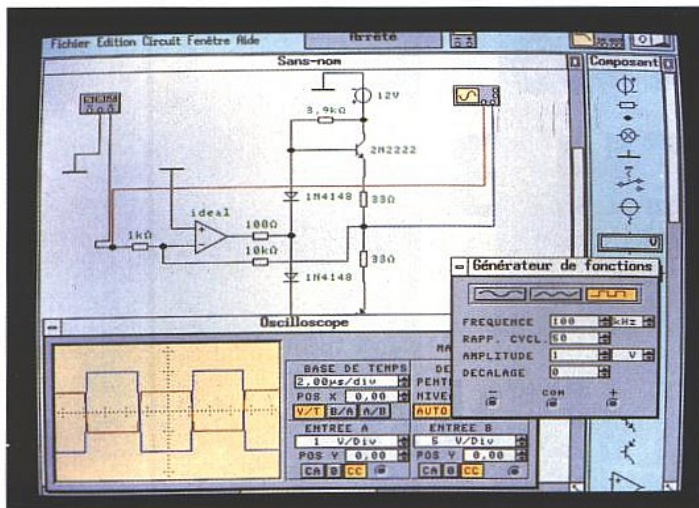 Fichier Edition Circuit Fenêtre Aide
Arrêté
Sans-nom
Composant
12V
3,9kΩ
2N2222
1N4148
33Ω
ideal
1kΩ
100Ω
10kΩ
33Ω
1N4148
V
Générateur de fonctions
FREQUENCE 100 kHz
RAPP. CYCL. 50
AMPLITUDE 1 V
DECALAGE 0
- COM +
Oscilloscope
MA
BASE DE TEMPS
2,00µs/div
POS X 0,00
V/T B/A A/B
DE
PENTE
NIVE
AUTO
ENTREE A
1 V/Div
POS Y 0,00
CA 0 CC
ENTREE B
5 V/Div
POS Y 0,00
CA 0 CC